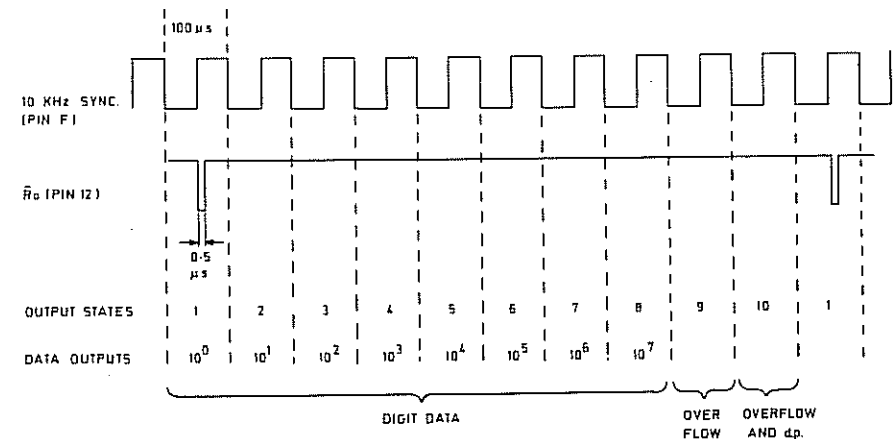 100 µs
10 KHz SYNC.
(PIN F)
R̄o (PIN 12)
0·5
µs
OUTPUT STATES 1 2 3 4 5 6 7 8 9 10 1
DATA OUTPUTS 10⁰ 10¹ 10² 10³ 10⁴ 10⁵ 10⁶ 10⁷
DIGIT DATA
OVER
FLOW
OVERFLOW
AND d.p.